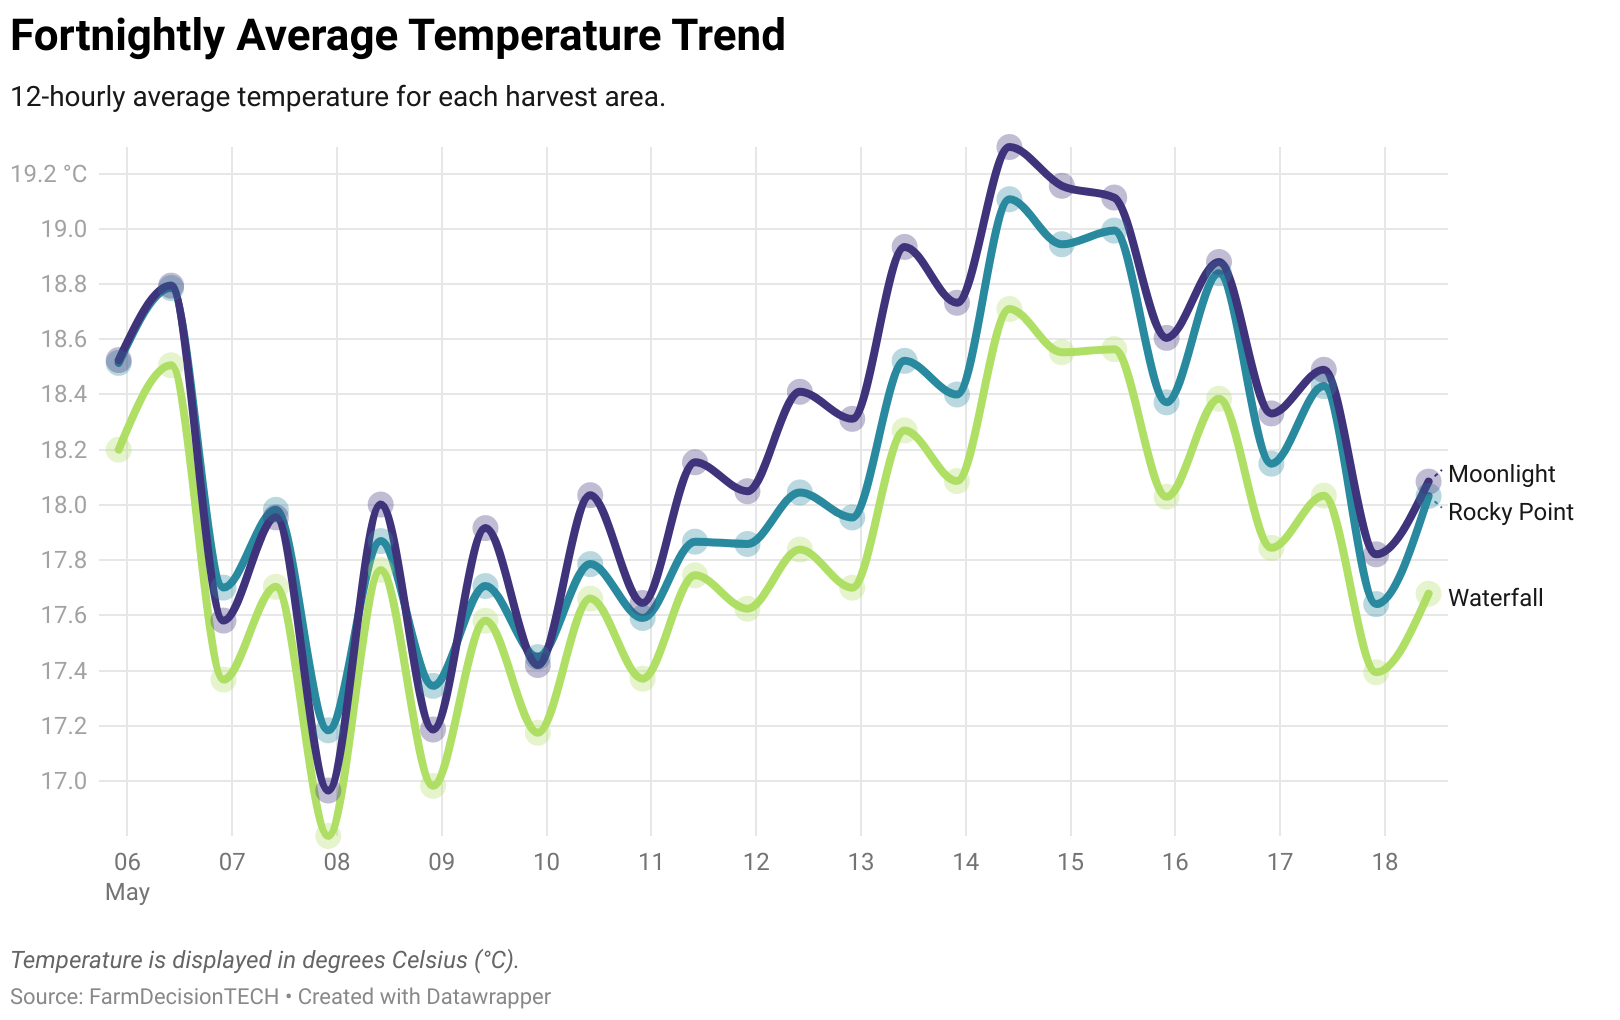 Fortnightly Average Temperature Trend
12-hourly average temperature for each harvest area.
19.2 °C
19.0
18.8
18.6
18.4
18.2
18.0
17.8
17.6
17.4
17.2
17.0
Moonlight
Rocky Point
Waterfall
06 07 08 09 10 11 12 13 14 15 16 17 18
May
Temperature is displayed in degrees Celsius (°C).
Source: FarmDecisionTECH • Created with Datawrapper